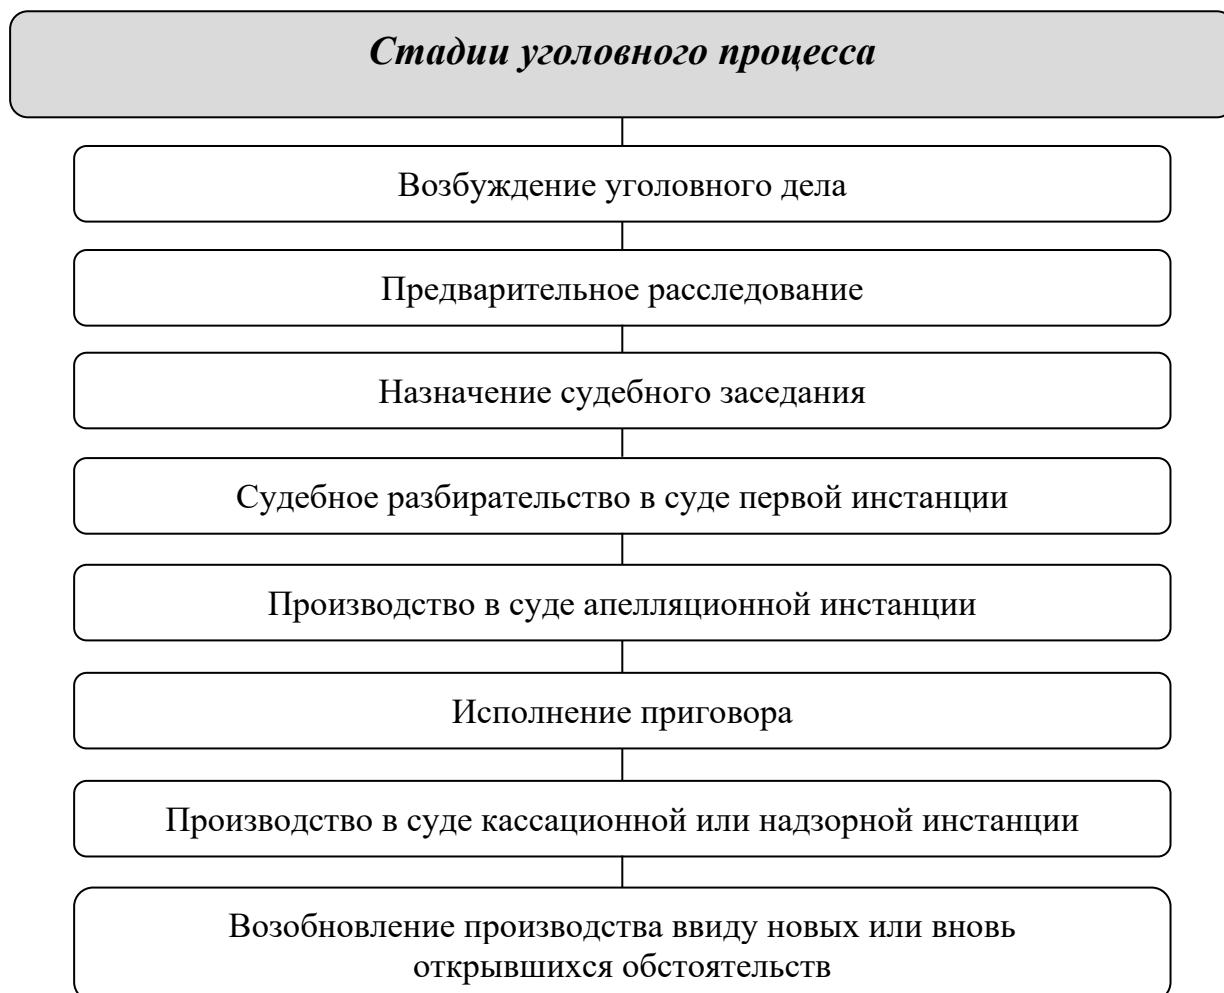 Стадии уголовного процесса
Возбуждение уголовного дела
Предварительное расследование
Назначение судебного заседания
Судебное разбирательство в суде первой инстанции
Производство в суде апелляционной инстанции
Исполнение приговора
Производство в суде кассационной или надзорной инстанции
Возобновление производства ввиду новых или вновь
открывшихся обстоятельств